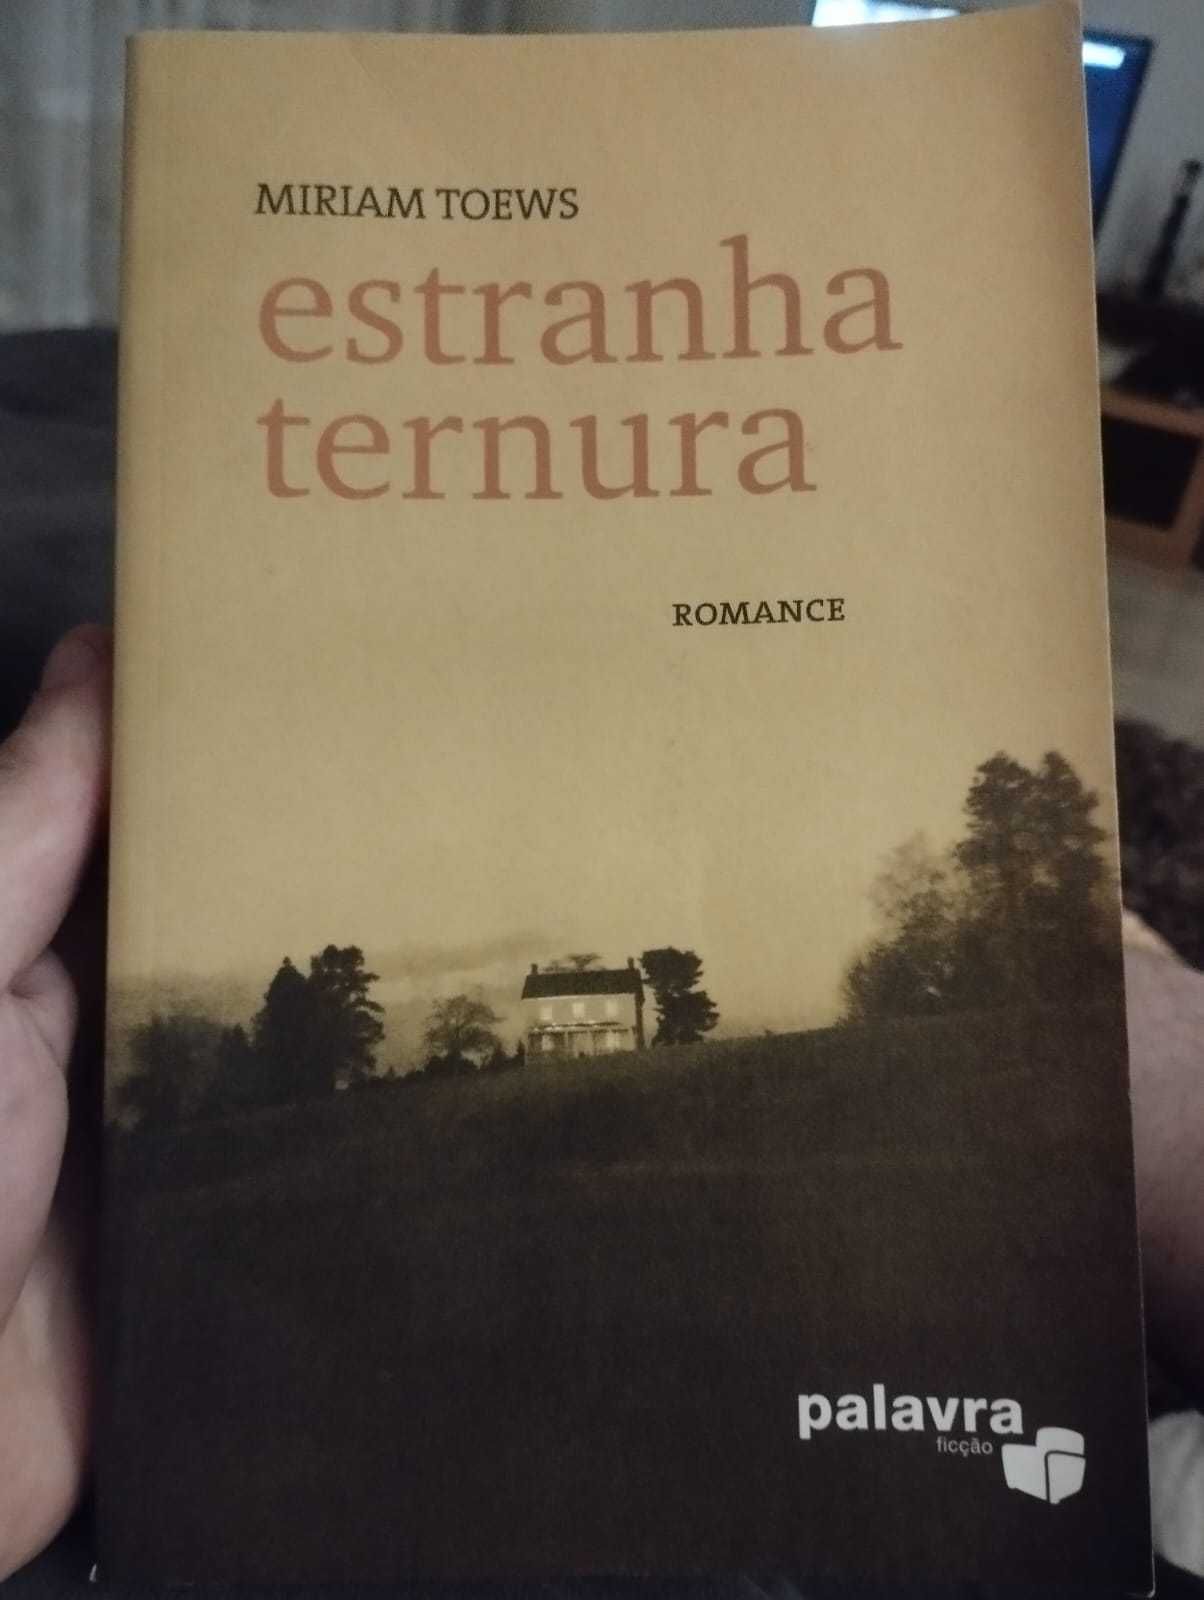 MIRIAM TOEWS
estranha
ternura
ROMANCE
palavra
ficção